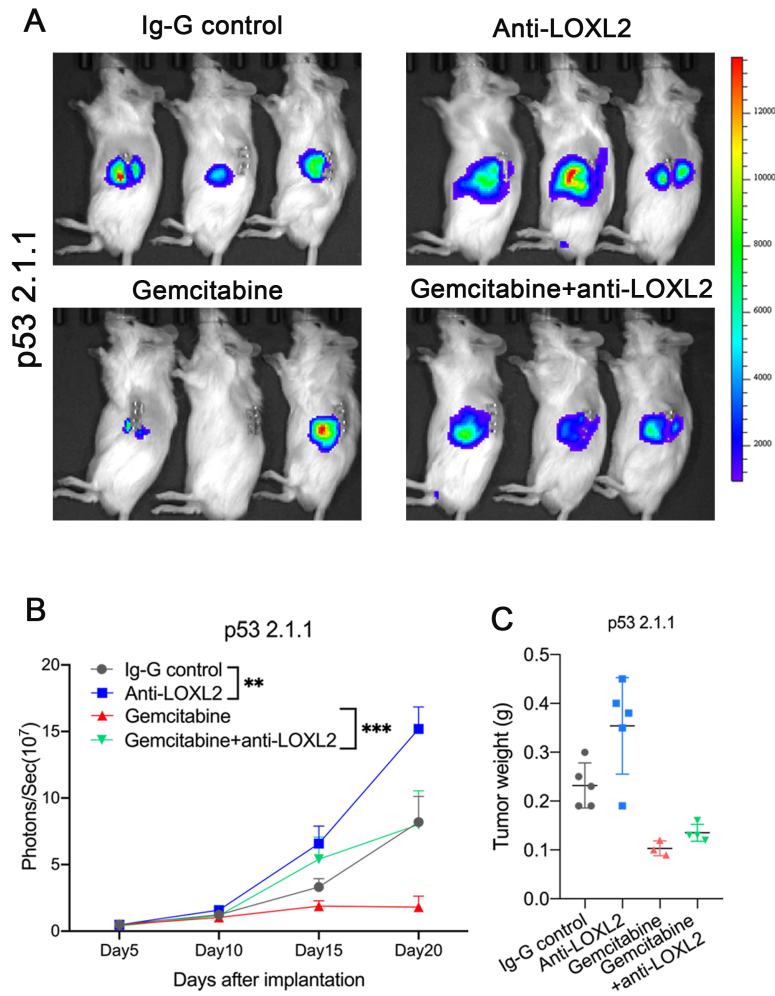 A
Ig-G control
Anti-LOXL2
p53 2.1.1
Gemcitabine
Gemcitabine+anti-LOXL2
12000
10000
8000
6000
4000
2000
B
p53 2.1.1
Photons/Sec(10⁷)
20
15
10
5
0
Ig-G control
Anti-LOXL2
**
Gemcitabine
Gemcitabine+anti-LOXL2
***
Day5
Day10
Day15
Day20
Days after implantation
C
p53 2.1.1
Tumor weight (g)
0.5
0.4
0.3
0.2
0.1
0.0
Ig-G control
Anti-LOXL2
Gemcitabine
Gemcitabine
+anti-LOXL2